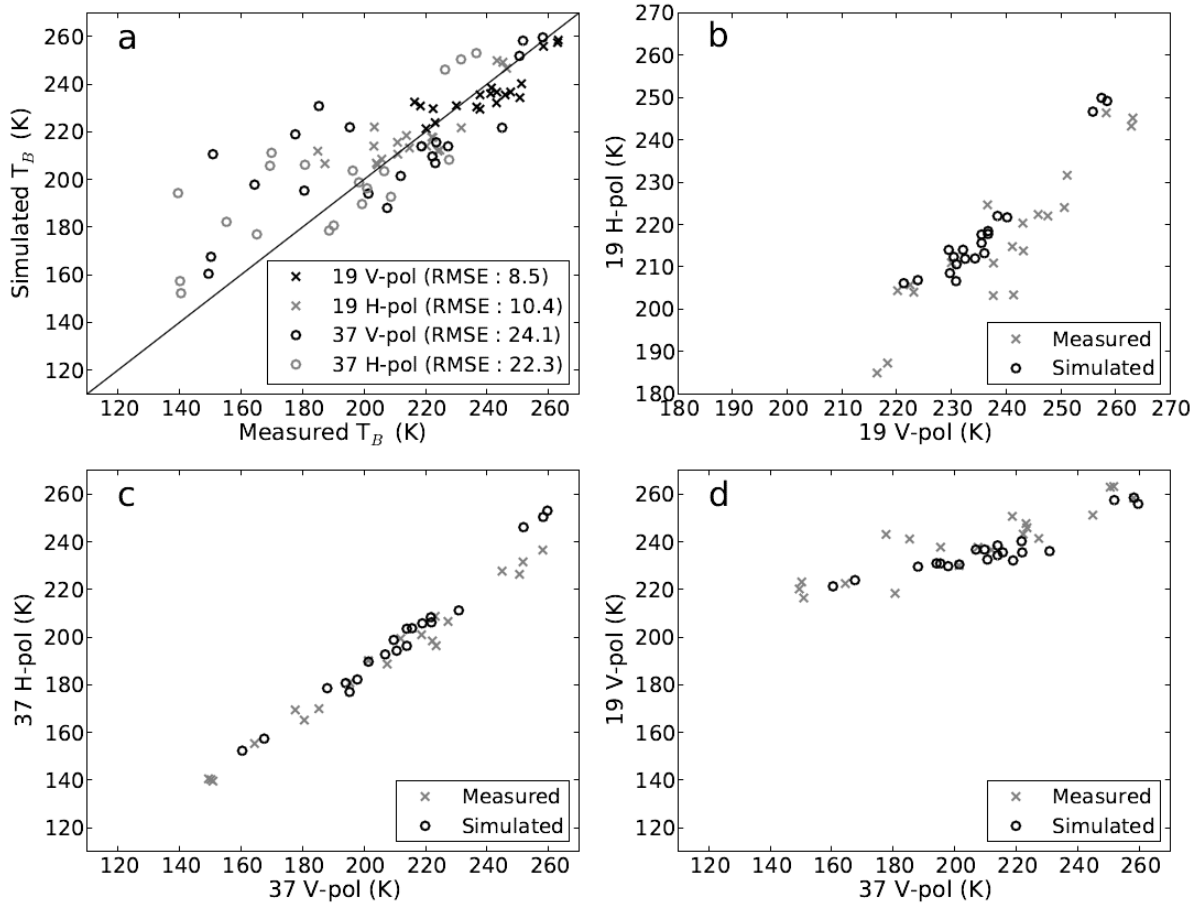 a
Simulated T_B (K)
260
240
220
200
180
160
140
120
× 19 V-pol (RMSE : 8.5)
× 19 H-pol (RMSE : 10.4)
o 37 V-pol (RMSE : 24.1)
o 37 H-pol (RMSE : 22.3)
120 140 160 180 200 220 240 260
Measured T_B (K)
b
19 H-pol (K)
270
260
250
240
230
220
210
200
190
180
× Measured
o Simulated
180 190 200 210 220 230 240 250 260 270
19 V-pol (K)
c
37 H-pol (K)
260
240
220
200
180
160
140
120
× Measured
o Simulated
120 140 160 180 200 220 240 260
37 V-pol (K)
d
19 V-pol (K)
260
240
220
200
180
160
140
120
× Measured
o Simulated
120 140 160 180 200 220 240 260
37 V-pol (K)